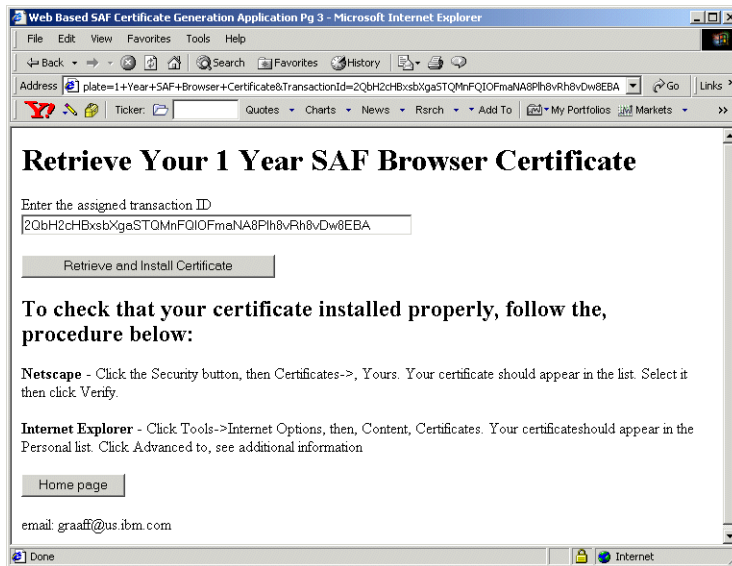 Web Based SAF Certificate Generation Application Pg 3 - Microsoft Internet Explorer
File Edit View Favorites Tools Help
Back Search Favorites History
Address plate=1+Year+SAF+Browser+Certificate&TransactionId=2QbH2cHBxsbXgaSTQMnFQIOFmaNA8Plh8vRh8vDw8EBA Go Links
Y! Ticker: Quotes Charts News Rsrch Add To My Portfolios Markets
Retrieve Your 1 Year SAF Browser Certificate
Enter the assigned transaction ID
2QbH2cHBxsbXgaSTQMnFQIOFmaNA8Plh8vRh8vDw8EBA
Retrieve and Install Certificate
To check that your certificate installed properly, follow the,
procedure below:
Netscape - Click the Security button, then Certificates->, Yours. Your certificate should appear in the list. Select it
then click Verify.
Internet Explorer - Click Tools->Internet Options, then, Content, Certificates. Your certificateshould appear in the
Personal list. Click Advanced to, see additional information
Home page
email: graaff@us.ibm.com
Done Internet